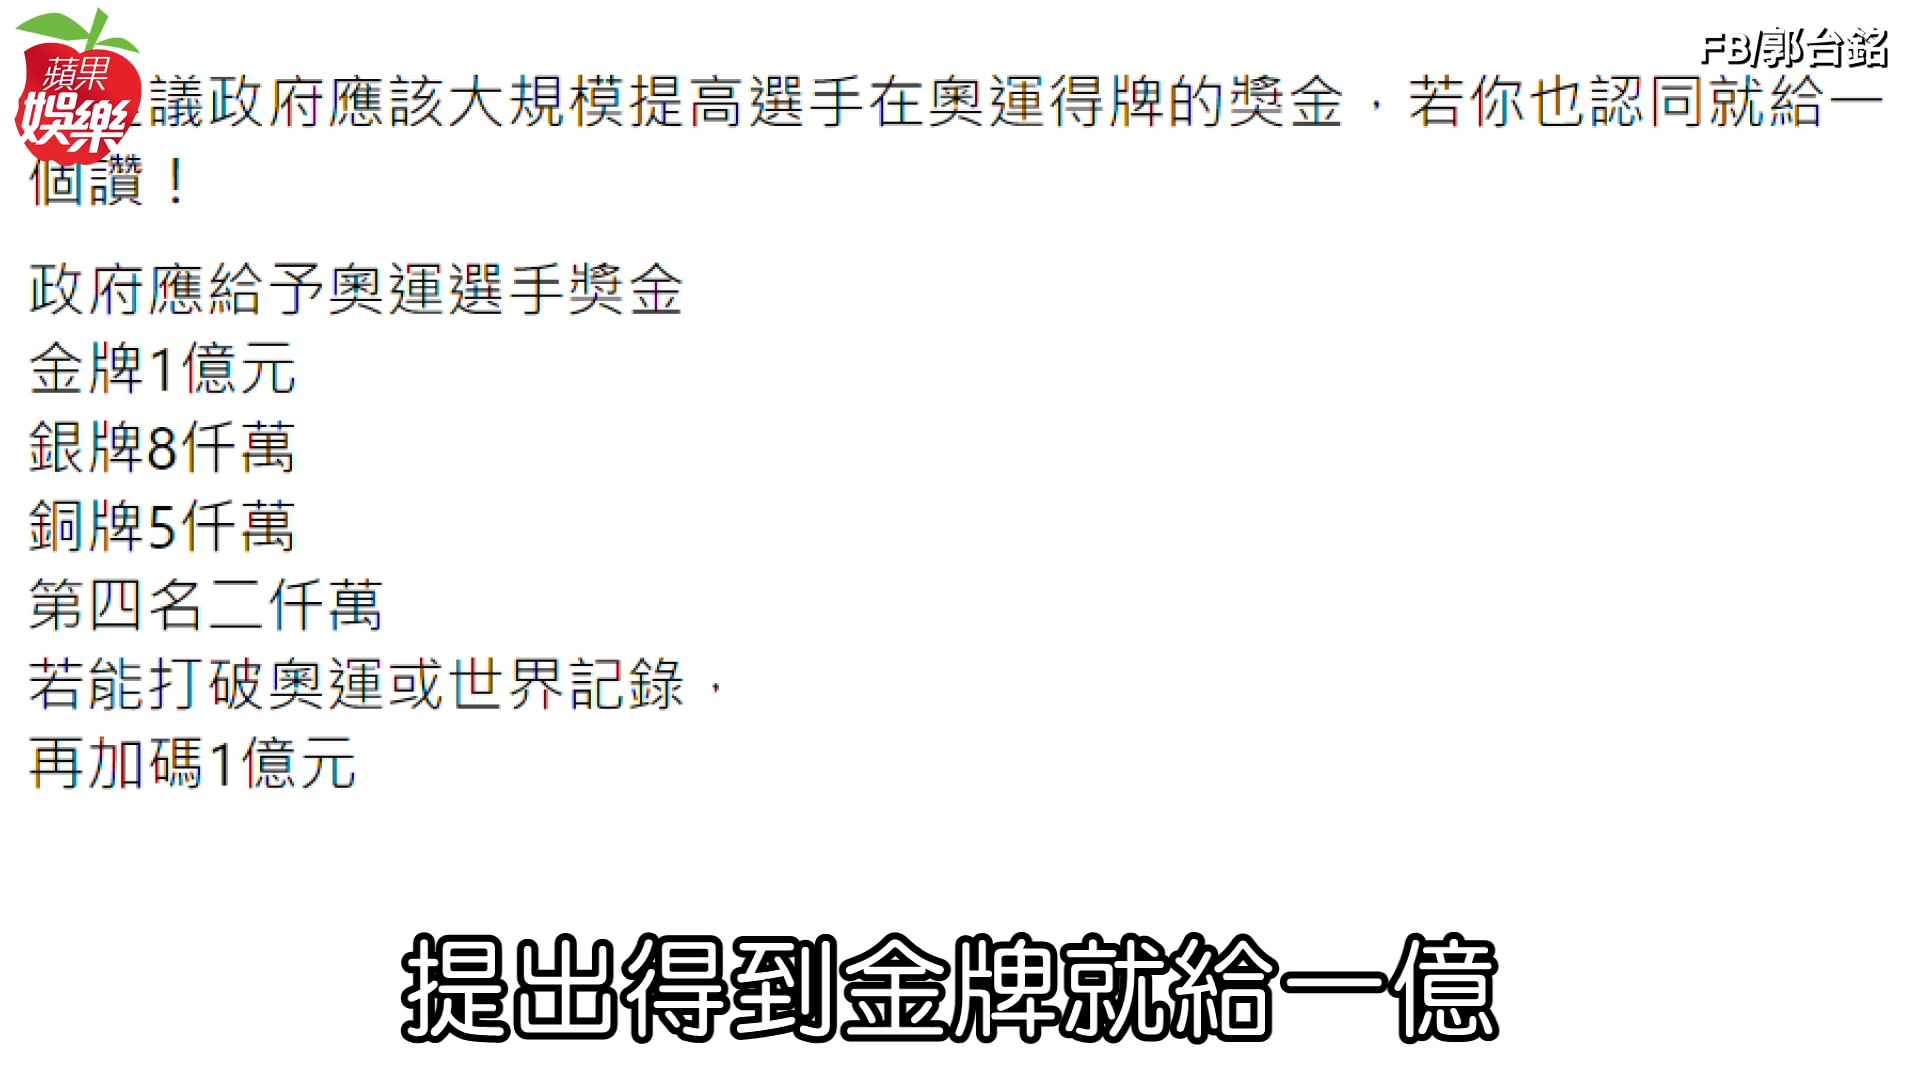 蘋果
娛樂
FB/郭台銘
議政府應該大規模提高選手在奧運得牌的獎金，若你也認同就給一
個讚！
政府應給予奧運選手獎金
金牌1億元
銀牌8仟萬
銅牌5仟萬
第四名二仟萬
若能打破奧運或世界記錄，
再加碼1億元
提出得到金牌就給一億